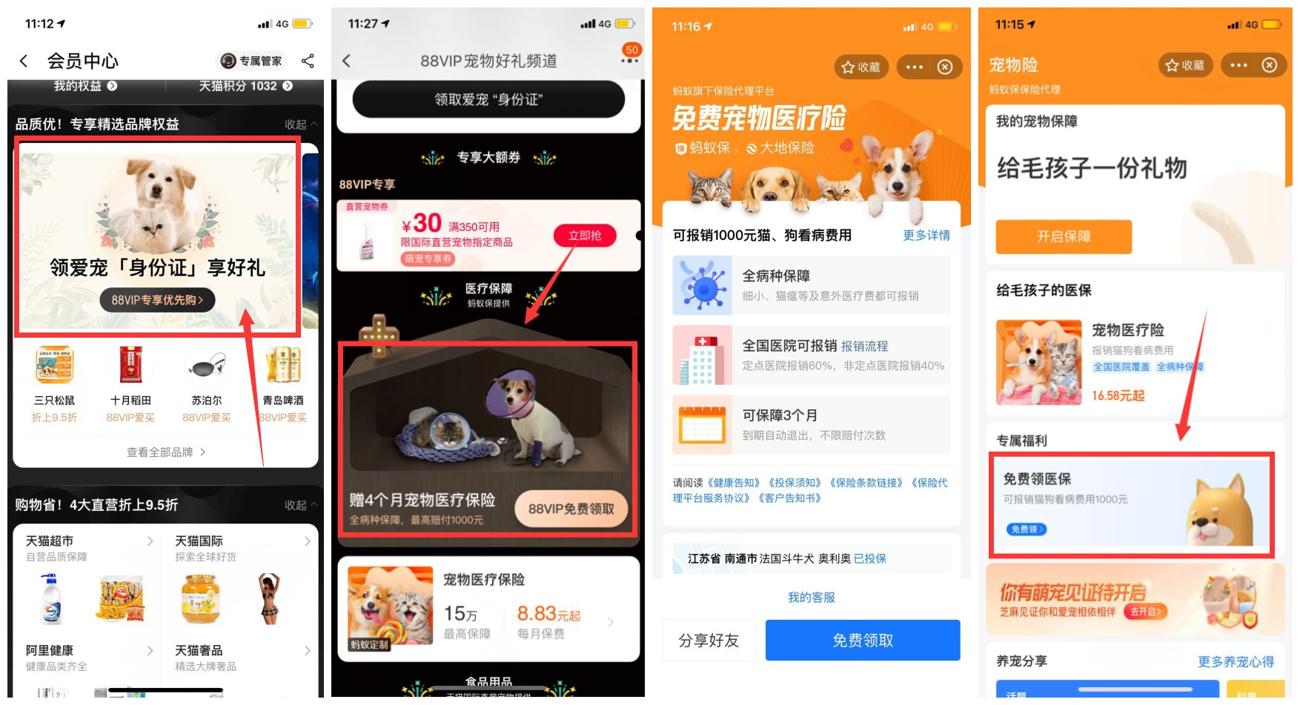 11:12
4G
会员中心
专属管家
我的权益
天猫积分 1032
品质优！专享精选品牌权益
收起
领爱宠「身份证」享好礼
88VIP专享优先购>
三只松鼠
十月稻田
苏泊尔
青岛啤酒
折上9.5折
88VIP爱买
88VIP爱买
88VIP爱买
查看全部品牌 >
购物省！4大直营折上9.5折
收起
天猫超市
自营品质保障
天猫国际
探索全球好货
阿里健康
健康品类齐全
天猫奢品
精选大牌奢品
11:27
4G
88VIP宠物好礼频道
50
领取爱宠 “身份证”
专享大额券
88VIP专享
直营宠物券
¥30 满350可用
限国际直营宠物指定商品
萌宠专享券
立即抢
医疗保障
蚂蚁保提供
赠4个月宠物医疗保险
全病种保障，最高赔付1000元
88VIP免费领取
宠物医疗保险
15万
最高保障
8.83元起
每月保费
蚂蚁定制
食品用品
天猫国际直营宠物提供
11:16
4G
收藏
蚂蚁旗下保险代理平台
免费宠物医疗险
蚂蚁保
大地保险
可报销1000元猫、狗看病费用
更多详情
全病种保障
细小、猫瘟等及意外医疗费都可报销
全国医院可报销 报销流程
定点医院报销60%，非定点医院报销40%
可保障3个月
到期自动退出，不限赔付次数
请阅读《健康告知》《投保须知》《保险条款链接》《保险代
理平台服务协议》《客户告知书》
江苏省 南通市 法国斗牛犬 奥利奥 已投保
我的客服
分享好友
免费领取
11:15
4G
宠物险
收藏
蚂蚁保保险代理
我的宠物保障
给毛孩子一份礼物
开启保障
给毛孩子的医保
宠物医疗险
报销猫狗看病费用
全国医院覆盖 全病种保障
16.58元起
专属福利
免费领医保
可报销猫狗看病费用1000元
免费领>
你有萌宠见证待开启
芝麻见证你和爱宠相依相伴
去开启>
养宠分享
更多养宠心得
话题